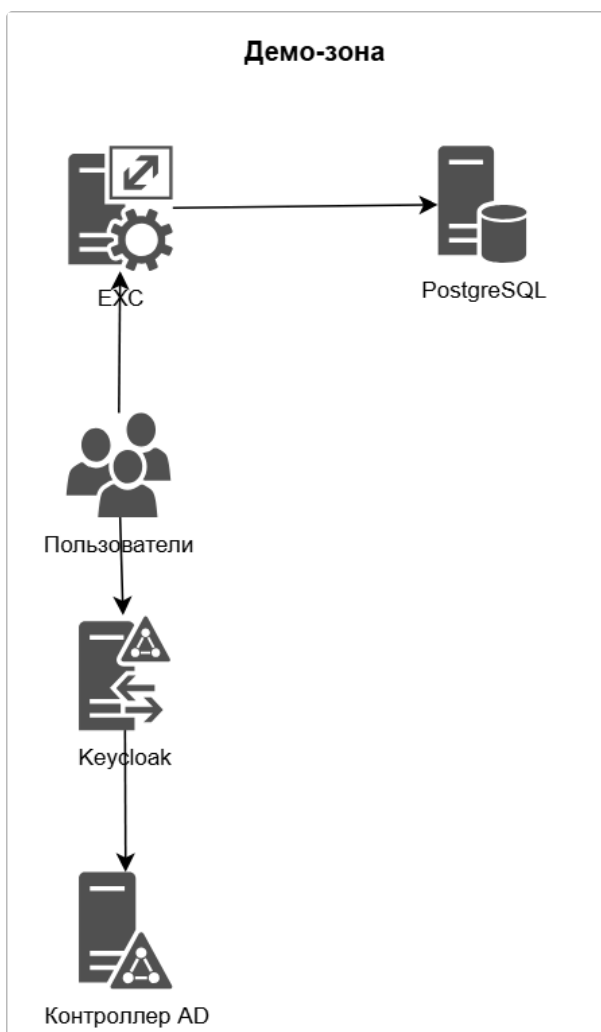 Демо-зона
EXC
PostgreSQL
Пользователи
Keycloak
Контроллер AD